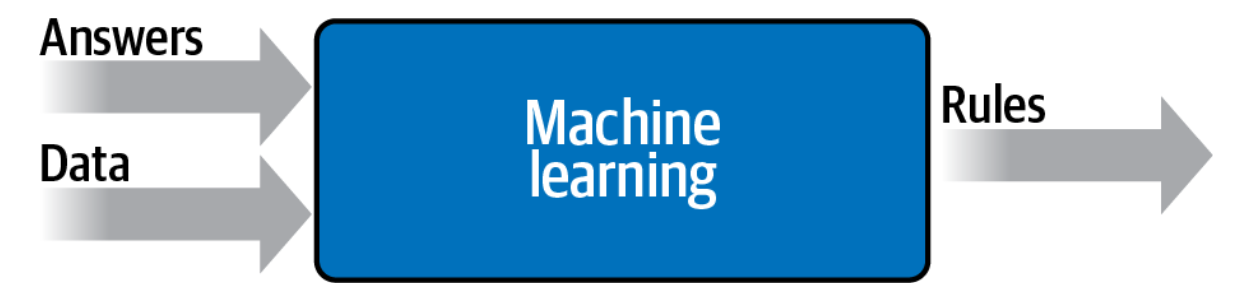 Answers
Data
Machine
learning
Rules